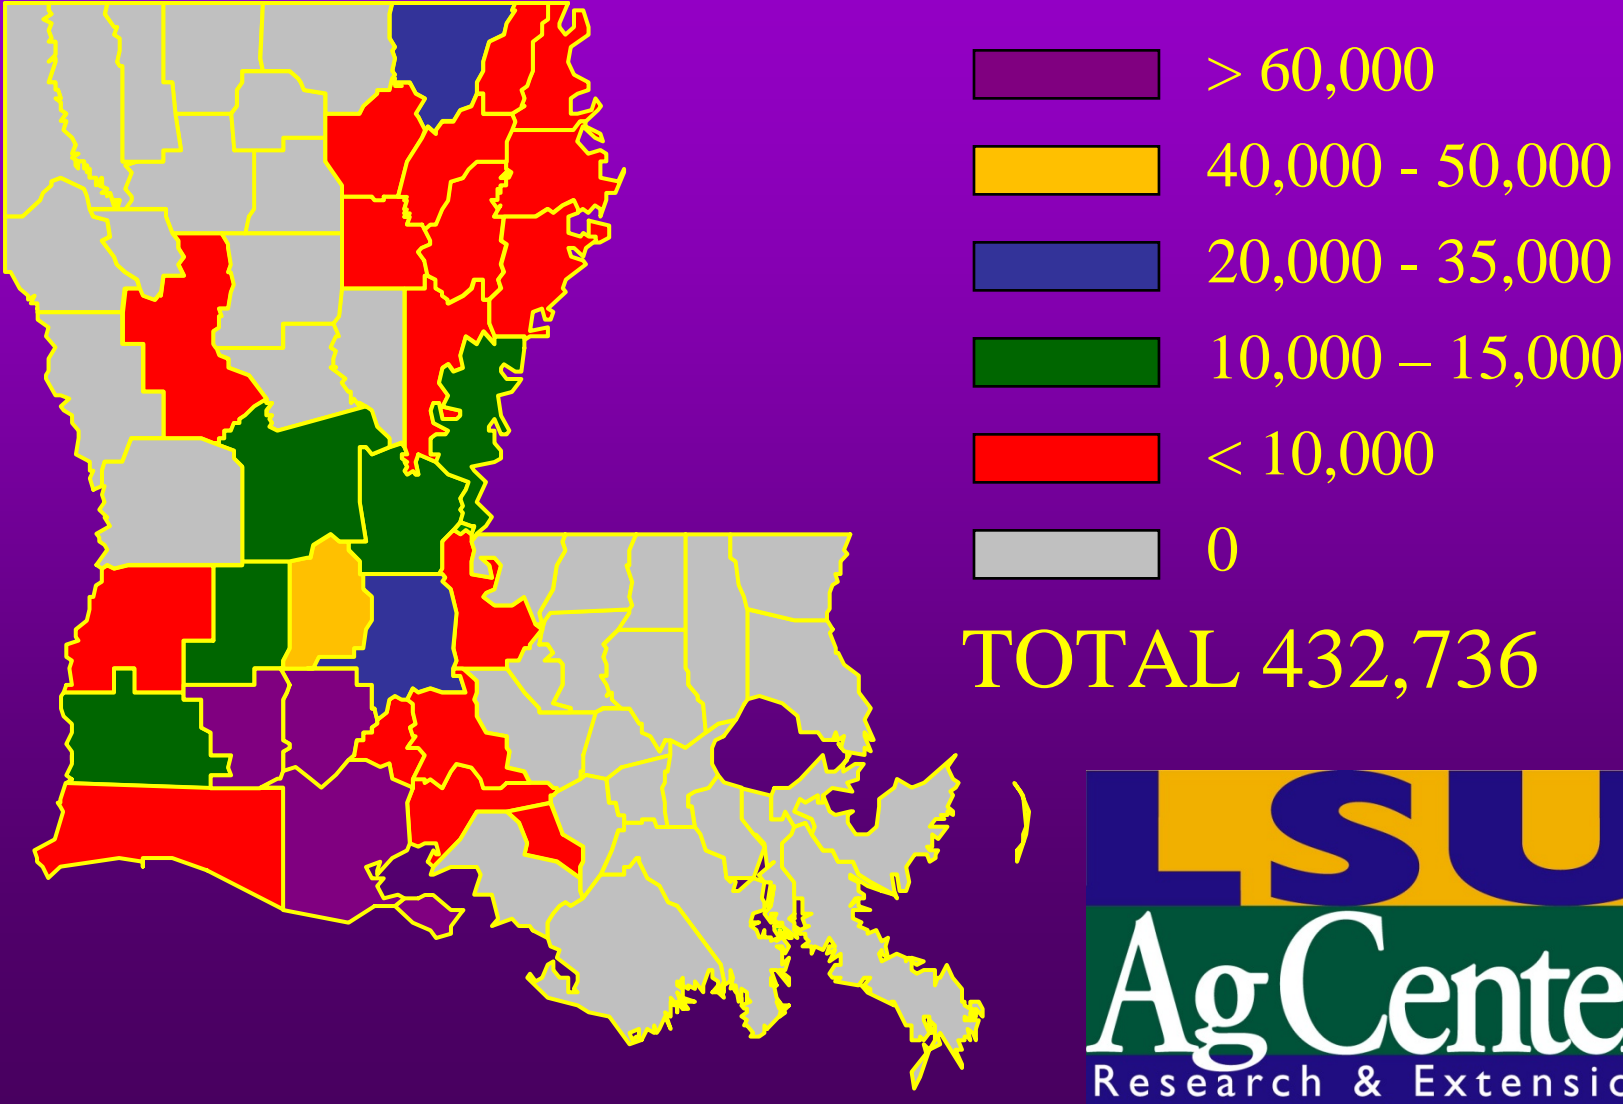 > 60,000
40,000 - 50,000
20,000 - 35,000
10,000 – 15,000
< 10,000
0
TOTAL 432,736
LSU
AgCente
Research & Extensio